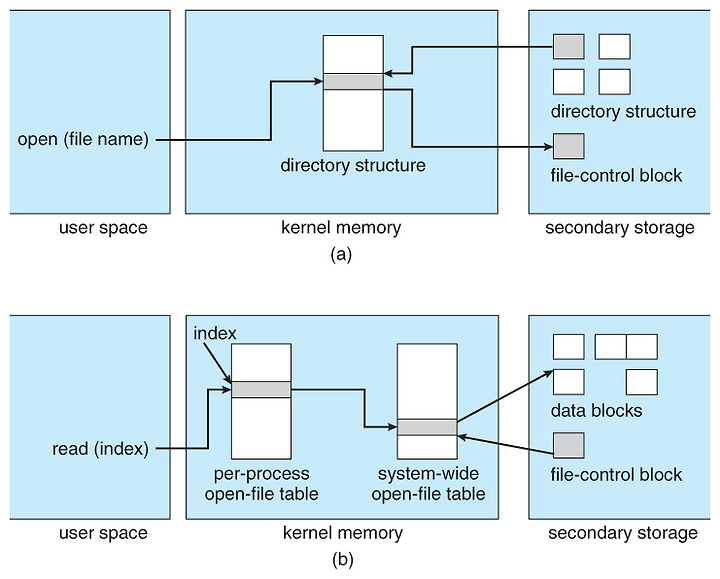 open (file name)
directory structure
directory structure
file-control block
user space
kernel memory
secondary storage
(a)
index
read (index)
per-process
open-file table
system-wide
open-file table
data blocks
file-control block
user space
kernel memory
secondary storage
(b)